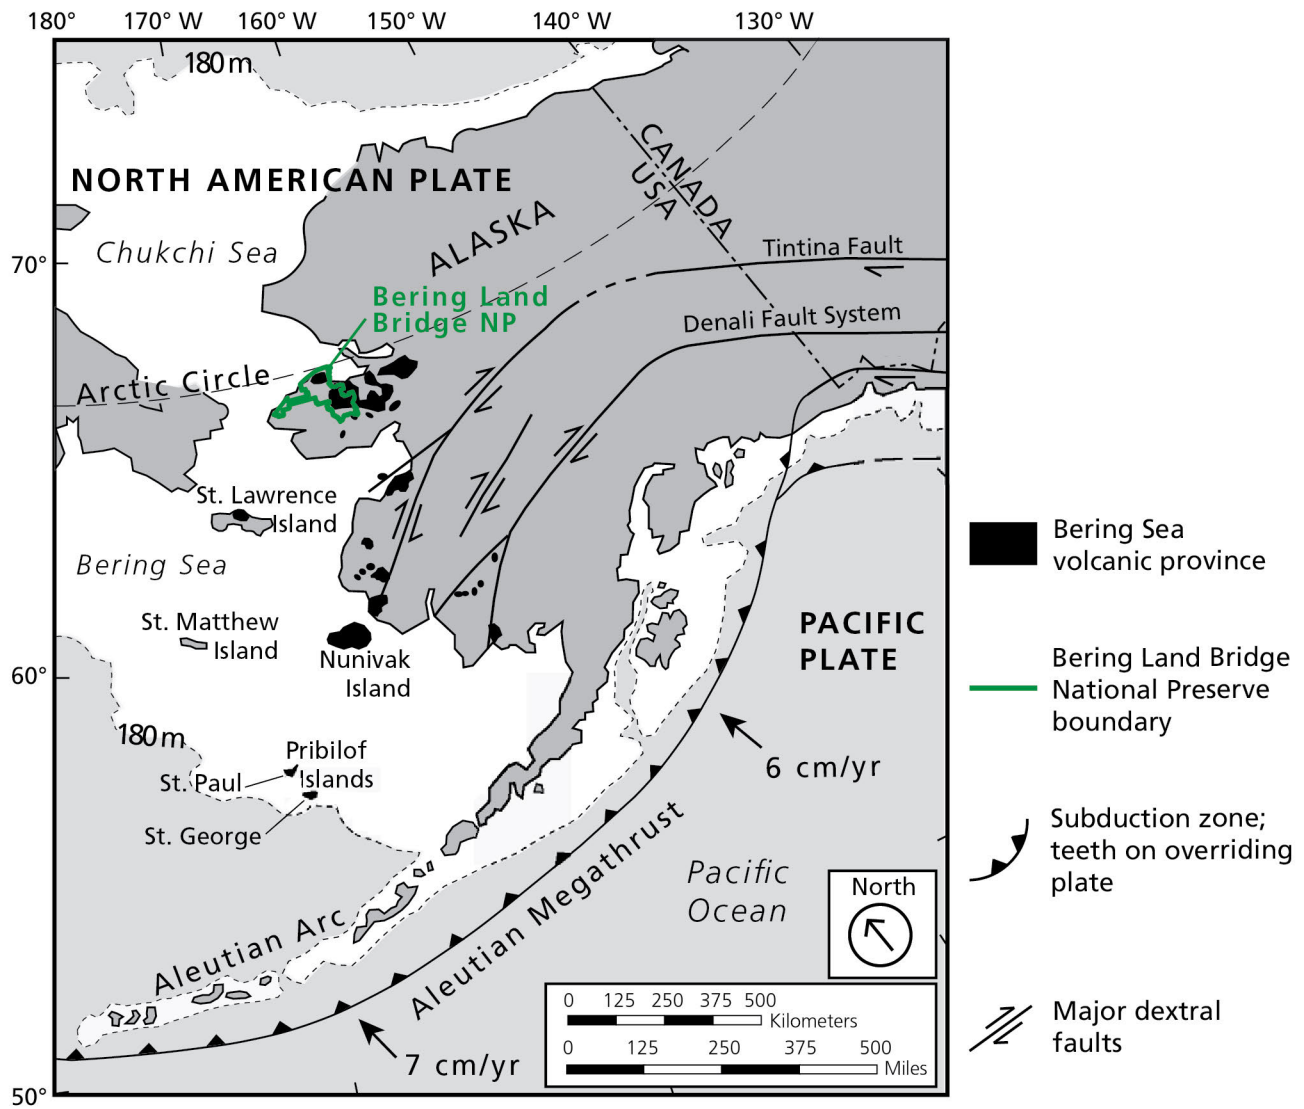 180° 170° W 160° W 150° W 140° W 130° W
180 m
CANADA
USA
NORTH AMERICAN PLATE
ALASKA
Chukchi Sea
Tintina Fault
70°
Bering Land
Bridge NP
Denali Fault System
Arctic Circle
St. Lawrence
Island
Bering Sea
St. Matthew
Island
Nunivak
Island
PACIFIC
PLATE
60°
180 m
Pribilof
Islands
St. Paul
St. George
6 cm/yr
Aleutian Megathrust
Pacific
Ocean
North
Aleutian Arc
7 cm/yr
0 125 250 375 500
Kilometers
0 125 250 375 500
Miles
50°
Bering Sea
volcanic province
Bering Land Bridge
National Preserve
boundary
Subduction zone;
teeth on overriding
plate
Major dextral
faults